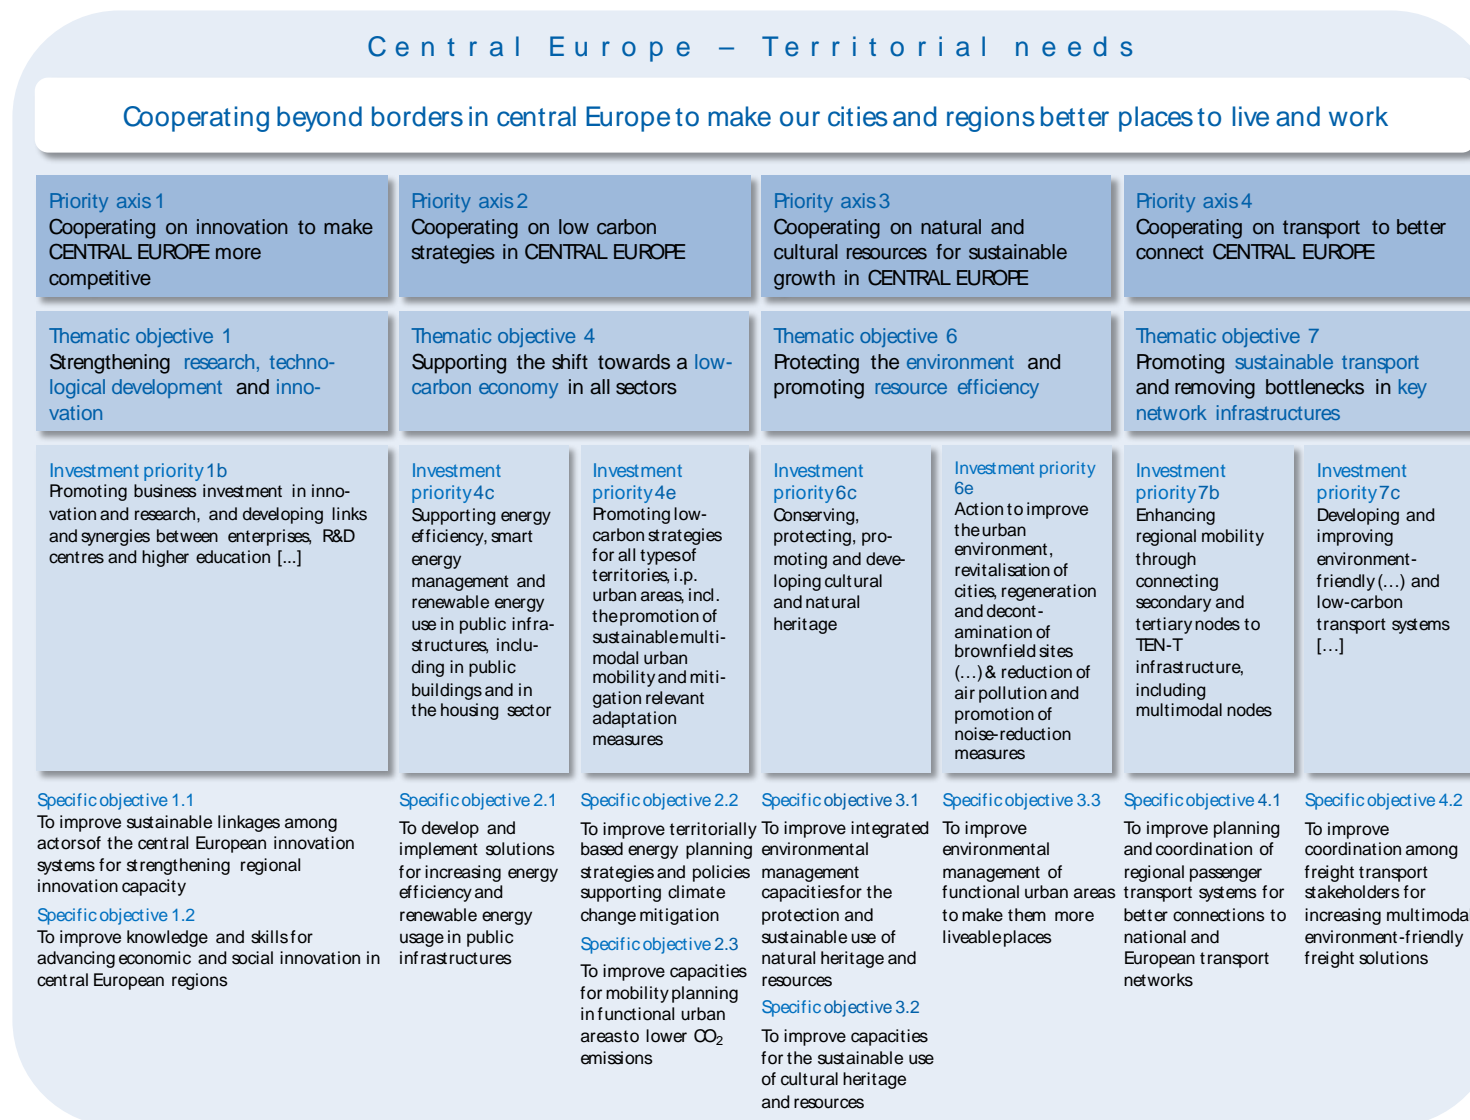 Central Europe – Territorial needs
Cooperating beyond borders in central Europe to make our cities and regions better places to live and work
Priority axis 1
Cooperating on innovation to make
CENTRAL EUROPE more
competitive
Priority axis 2
Cooperating on low carbon
strategies in CENTRAL EUROPE
Priority axis 3
Cooperating on natural and
cultural resources for sustainable
growth in CENTRAL EUROPE
Priority axis 4
Cooperating on transport to better
connect CENTRAL EUROPE
Thematic objective 1
Strengthening research, techno-
logical development and inno-
vation
Thematic objective 4
Supporting the shift towards a low-
carbon economy in all sectors
Thematic objective 6
Protecting the environment and
promoting resource efficiency
Thematic objective 7
Promoting sustainable transport
and removing bottlenecks in key
network infrastructures
Investment priority 1b
Promoting business investment in inno-
vation and research, and developing links
and synergies between enterprises, R&D
centres and higher education [...]
Investment
priority 4c
Supporting energy
efficiency, smart
energy
management and
renewable energy
use in public infra-
structures, inclu-
ding in public
buildings and in
the housing sector
Investment
priority 4e
Promoting low-
carbon strategies
for all types of
territories, i.p.
urban areas, incl.
the promotion of
sustainable multi-
modal urban
mobility and miti-
gation relevant
adaptation
measures
Investment
priority 6c
Conserving,
protecting, pro-
moting and deve-
loping cultural
and natural
heritage
Investment priority
6e
Action to improve
the urban
environment,
revitalisation of
cities, regeneration
and decont-
amination of
brownfield sites
(…) & reduction of
air pollution and
promotion of
noise-reduction
measures
Investment
priority 7b
Enhancing
regional mobility
through
connecting
secondary and
tertiary nodes to
TEN-T
infrastructure,
including
multimodal nodes
Investment
priority 7c
Developing and
improving
environment-
friendly (…) and
low-carbon
transport systems
[…]
Specific objective 1.1
To improve sustainable linkages among
actors of the central European innovation
systems for strengthening regional
innovation capacity
Specific objective 1.2
To improve knowledge and skills for
advancing economic and social innovation in
central European regions
Specific objective 2.1
To develop and
implement solutions
for increasing energy
efficiency and
renewable energy
usage in public
infrastructures
Specific objective 2.2
To improve territorially
based energy planning
strategies and policies
supporting climate
change mitigation
Specific objective 2.3
To improve capacities
for mobility planning
in functional urban
areas to lower CO₂
emissions
Specific objective 3.1
To improve integrated
environmental
management
capacities for the
protection and
sustainable use of
natural heritage and
resources
Specific objective 3.2
To improve capacities
for the sustainable use
of cultural heritage
and resources
Specific objective 3.3
To improve
environmental
management of
functional urban areas
to make them more
liveable places
Specific objective 4.1
To improve planning
and coordination of
regional passenger
transport systems for
better connections to
national and
European transport
networks
Specific objective 4.2
To improve
coordination among
freight transport
stakeholders for
increasing multimodal
environment-friendly
freight solutions